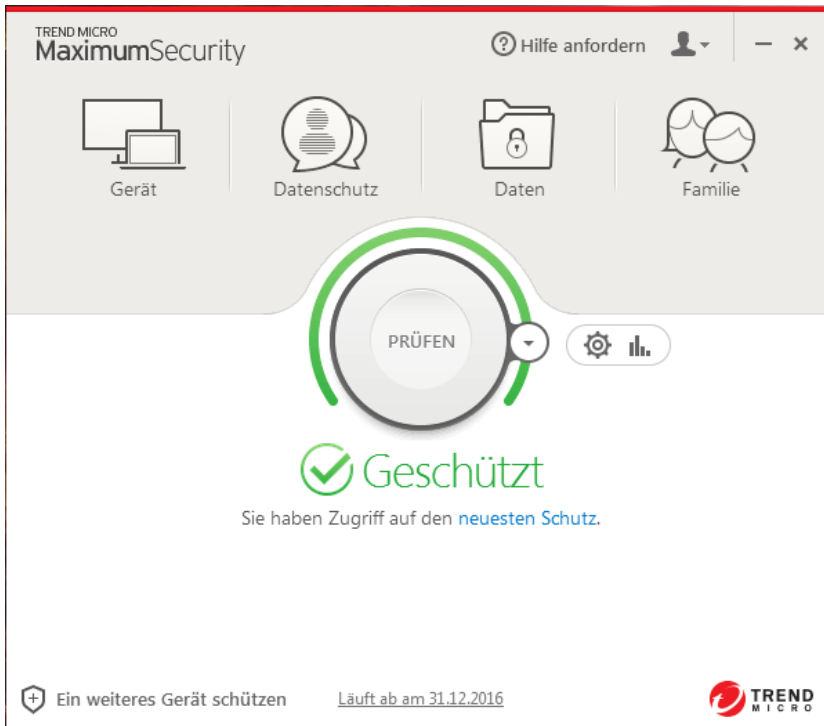 TREND MICRO
MaximumSecurity
Hilfe anfordern
Gerät
Datenschutz
Daten
Familie
PRÜFEN
Geschützt
Sie haben Zugriff auf den neuesten Schutz.
Ein weiteres Gerät schützen
Läuft ab am 31.12.2016
TREND
MICRO